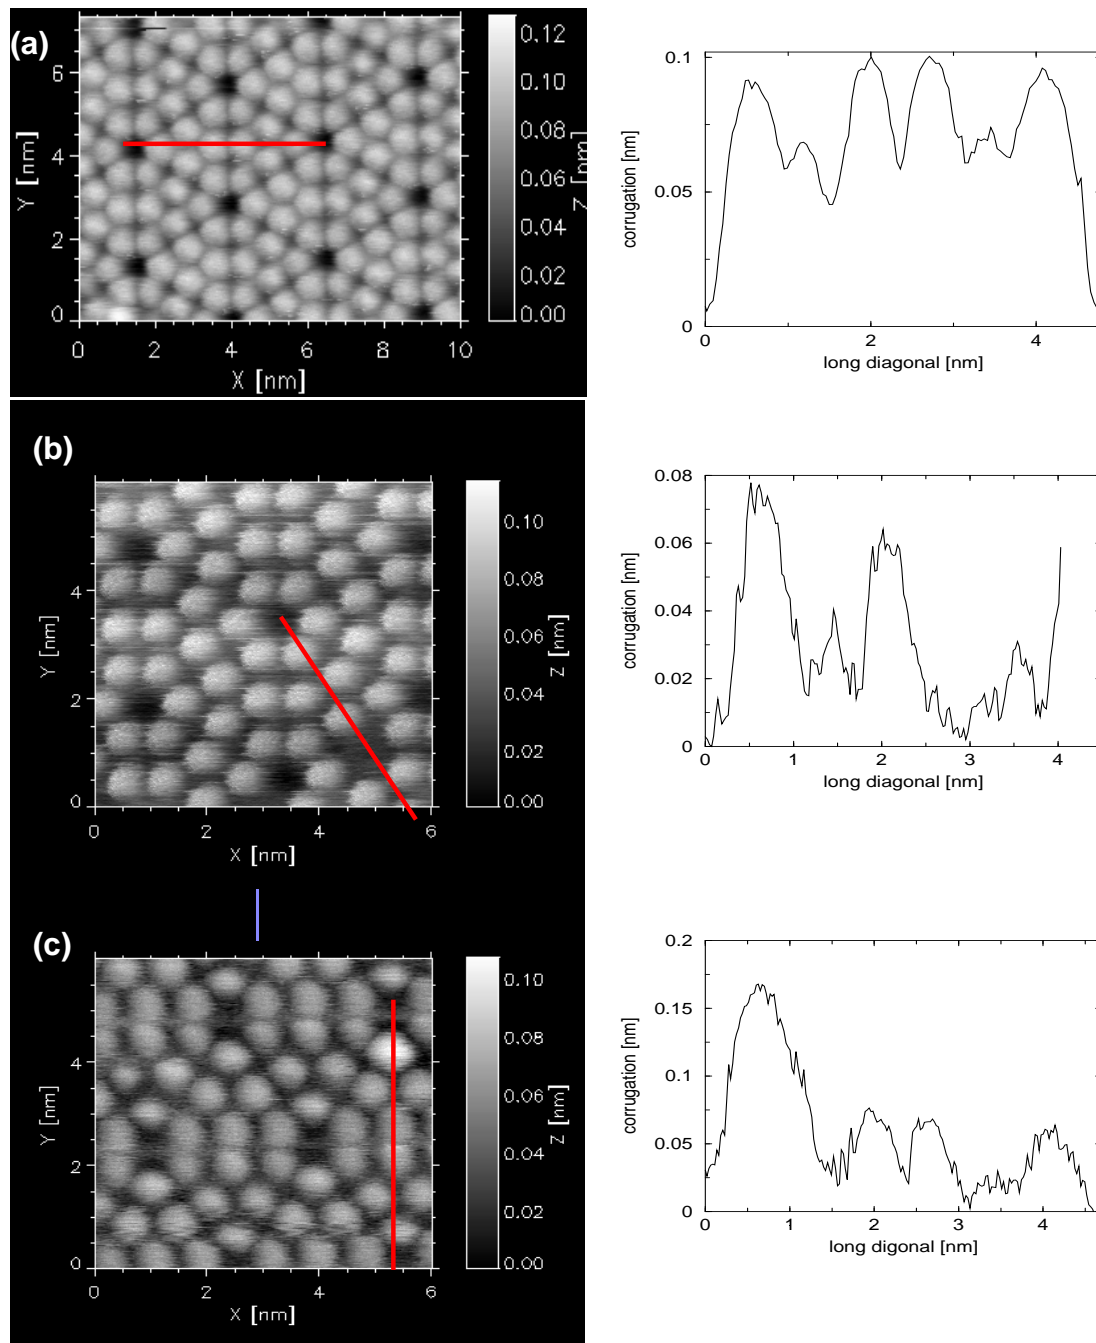 (a)
0.12
0.10
0.08
0.06
0.04
0.02
0.00
Z [nm]
6
4
2
0
Y [nm]
0 2 4 6 8 10
X [nm]
0.1
0.05
0
corrugation [nm]
0 2 4
long diagonal [nm]
(b)
0.10
0.08
0.06
0.04
0.02
0.00
Z [nm]
4
2
0
Y [nm]
0 2 4 6
X [nm]
0.08
0.06
0.04
0.02
0
corrugation [nm]
0 1 2 3 4
long diagonal [nm]
(c)
0.10
0.08
0.06
0.04
0.02
0.00
Z [nm]
4
2
0
Y [nm]
0 2 4 6
X [nm]
0.2
0.15
0.1
0.05
0
corrugation [nm]
0 1 2 3 4
long digonal [nm]